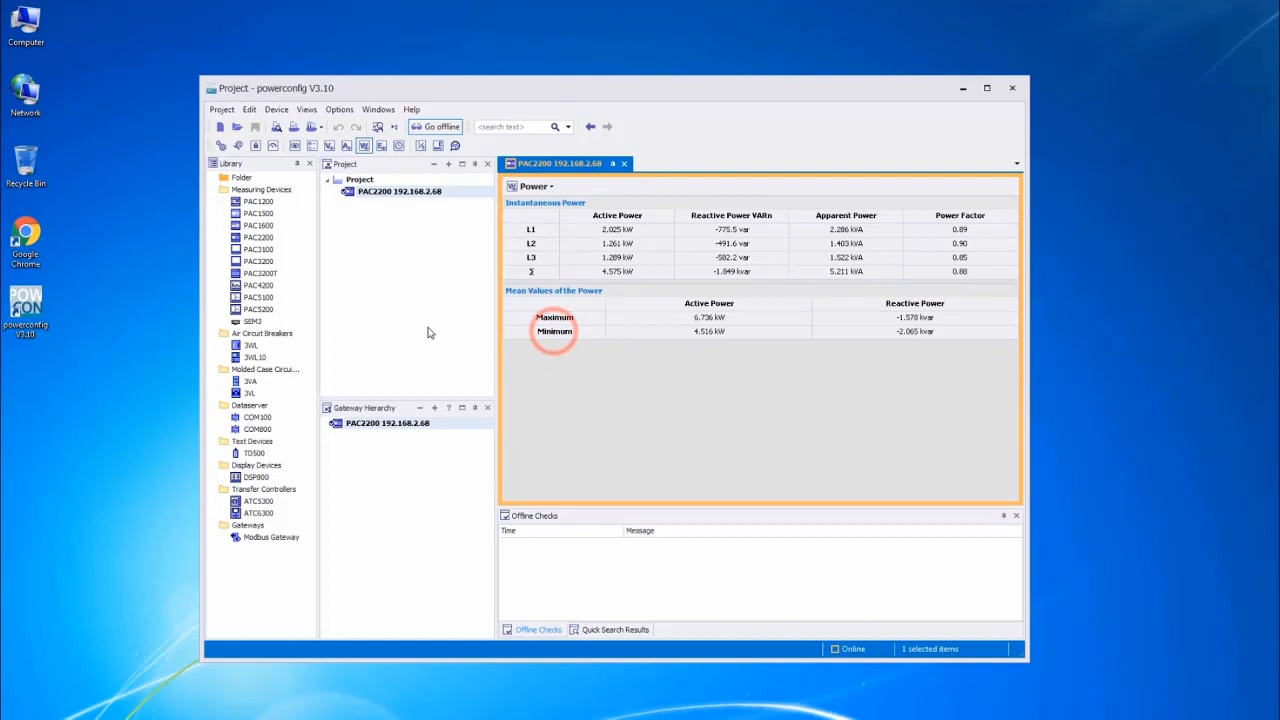 Computer
Network
Recycle Bin
Google
Chrome
powerconfig
V3.10
Project - powerconfig V3.10
Project Edit Device Views Options Windows Help
Go offline <search text>
Library
Folder
Measuring Devices
PAC1200
PAC1500
PAC1600
PAC2200
PAC3100
PAC3200
PAC3200T
PAC4200
PAC5100
PAC5200
SEM3
Air Circuit Breakers
3WL
3WL10
Molded Case Circui...
3VA
3VL
Dataserver
COM100
COM800
Test Devices
TD500
Display Devices
DSP800
Transfer Controllers
ATC5300
ATC6300
Gateways
Modbus Gateway
Project
Project
PAC2200 192.168.2.68
Gateway Hierarchy
PAC2200 192.168.2.68
PAC2200 192.168.2.68
Power
Instantaneous Power
Active Power Reactive Power VARn Apparent Power Power Factor
L1 2.025 kW -775.5 var 2.286 kVA 0.89
L2 1.261 kW -491.6 var 1.403 kVA 0.90
L3 1.289 kW -582.2 var 1.522 kVA 0.85
Σ 4.575 kW -1.849 kvar 5.211 kVA 0.88
Mean Values of the Power
Active Power Reactive Power
Maximum 6.736 kW -1.578 kvar
Minimum 4.516 kW -2.065 kvar
Offline Checks
Time Message
Offline Checks Quick Search Results
Online 1 selected items